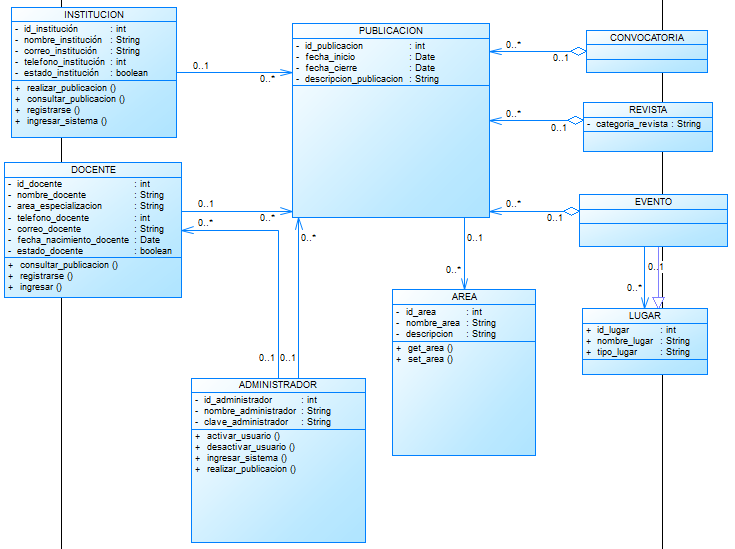 INSTITUCION
- id_institución : int
- nombre_institución : String
- correo_institución : String
- telefono_institución : int
- estado_institución : boolean
+ realizar_publicacion ()
+ consultar_publicacion ()
+ registrarse ()
+ ingresar_sistema ()
0..1
0..*
PUBLICACION
- id_publicacion : int
- fecha_inicio : Date
- fecha_cierre : Date
- descripcion_publicacion : String
0..*
0..1
CONVOCATORIA
0..*
0..1
REVISTA
- categoria_revista : String
DOCENTE
- id_docente : int
- nombre_docente : String
- area_especializacion : String
- telefono_docente : int
- correo_docente : String
- fecha_nacimiento_docente : Date
- estado_docente : boolean
+ consultar_publicacion ()
+ registrarse ()
+ ingresar ()
0..1
0..*
0..*
0..*
0..*
0..1
EVENTO
0..1
0..*
0..1
0..*
AREA
- id_area : int
- nombre_area : String
- descripcion : String
+ get_area ()
+ set_area ()
LUGAR
+ id_lugar : int
+ nombre_lugar : String
+ tipo_lugar : String
0..1
0..1
ADMINISTRADOR
- id_administrador : int
- nombre_administrador : String
- clave_administrador : String
+ activar_usuario ()
+ desactivar_usuario ()
+ ingresar_sistema ()
+ realizar_publicacion ()